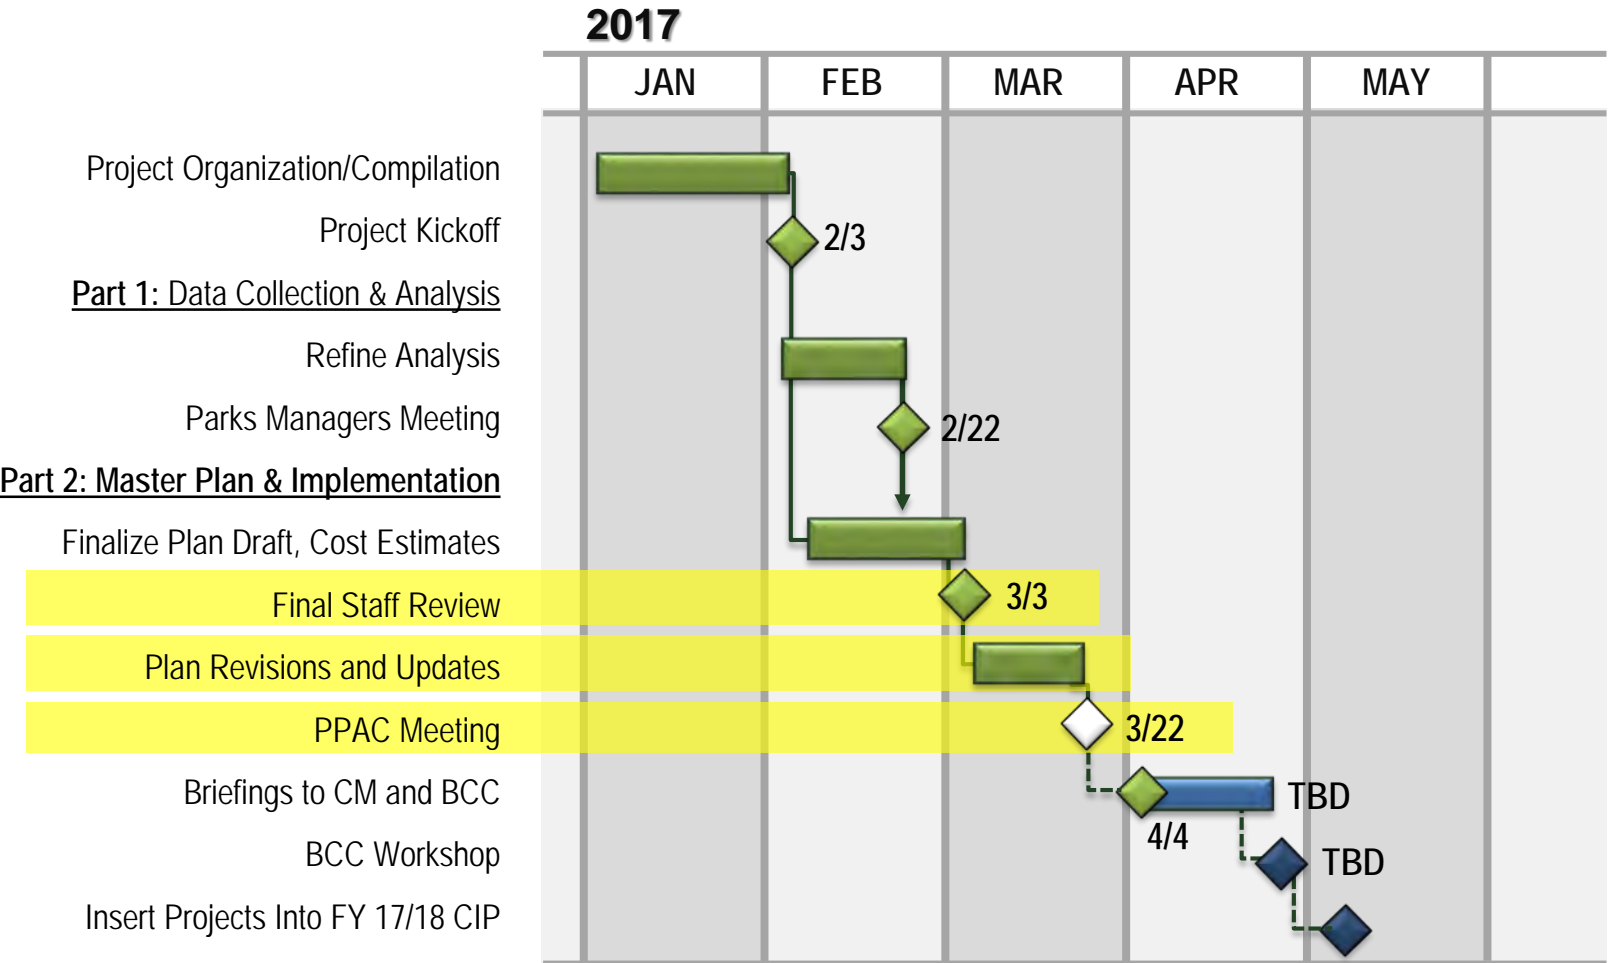 2017
JAN FEB MAR APR MAY
Project Organization/Compilation
Project Kickoff 2/3
Part 1: Data Collection & Analysis
Refine Analysis
Parks Managers Meeting 2/22
Part 2: Master Plan & Implementation
Finalize Plan Draft, Cost Estimates
Final Staff Review 3/3
Plan Revisions and Updates
PPAC Meeting 3/22
Briefings to CM and BCC TBD
4/4
BCC Workshop TBD
Insert Projects Into FY 17/18 CIP